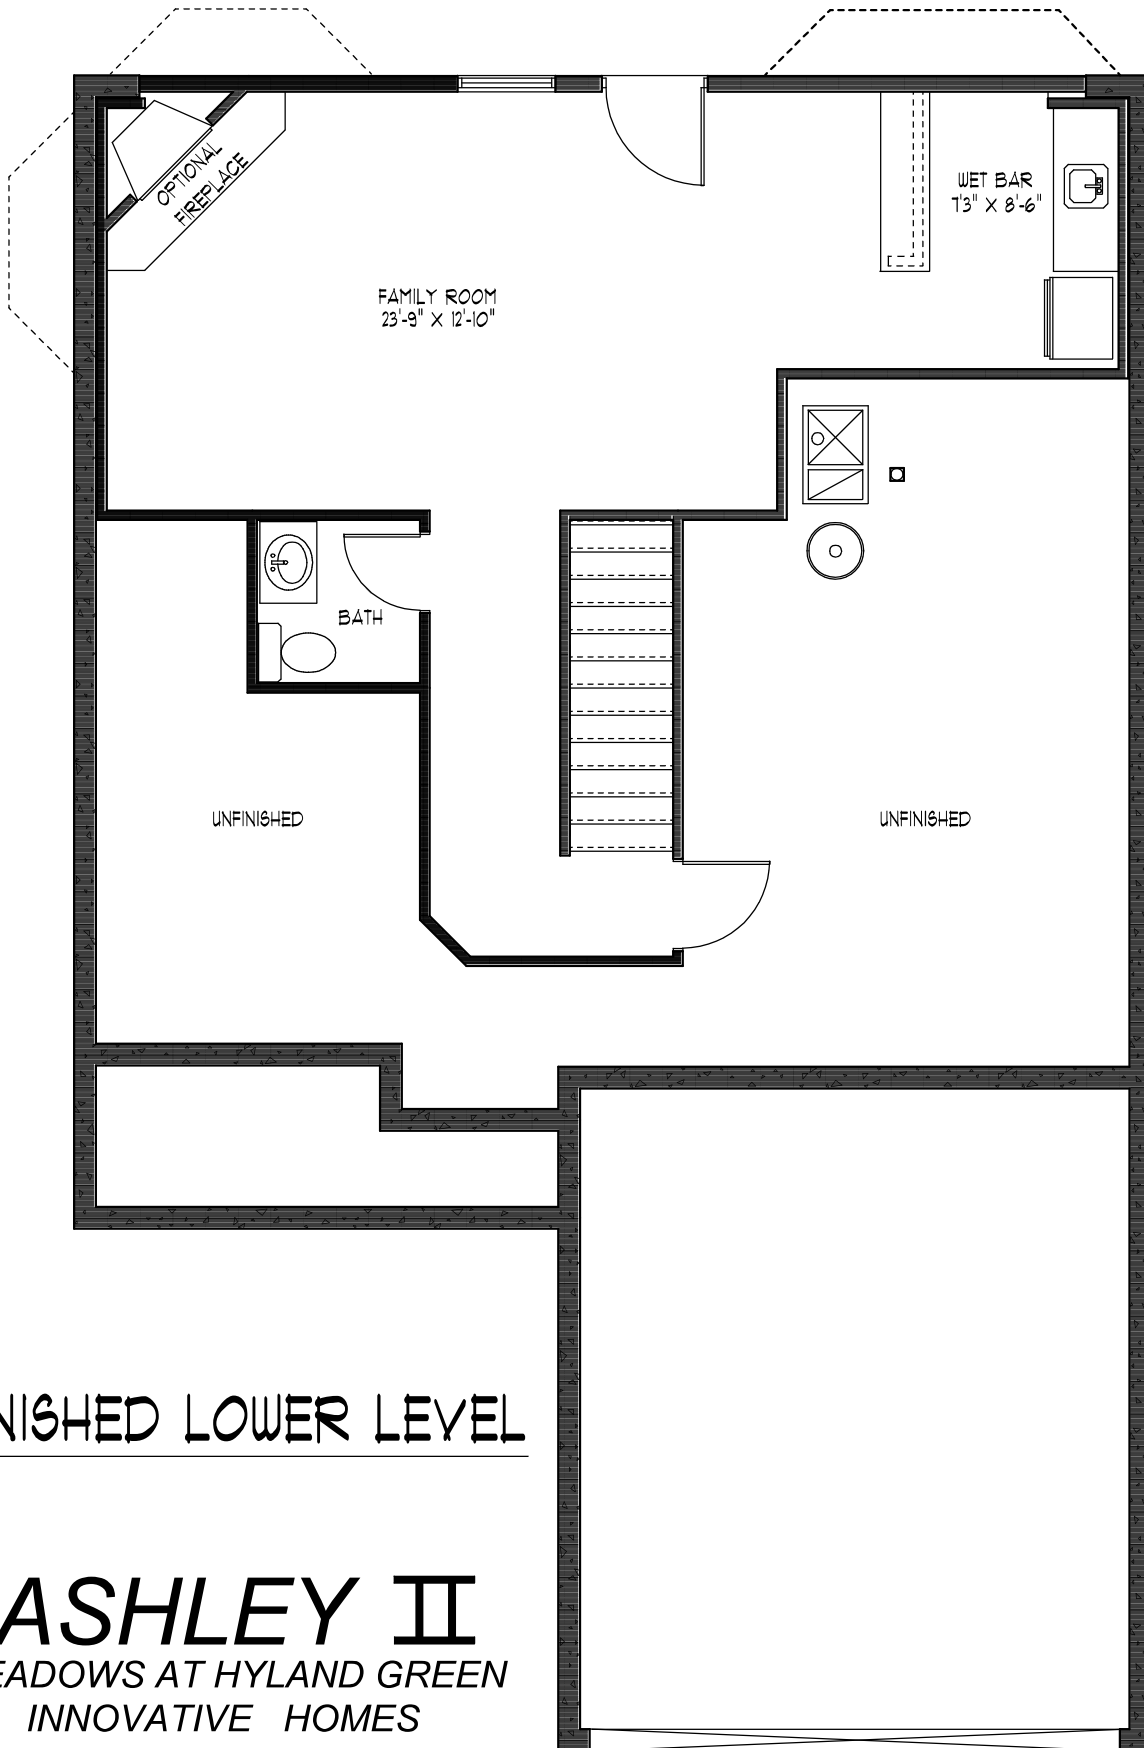 OPTIONAL
FIREPLACE
WET BAR
7'3" X 8'-6"
FAMILY ROOM
23'-9" X 12'-10"
BATH
UNFINISHED
UNFINISHED
NISHED LOWER LEVEL
ASHLEY II
EADOWS AT HYLAND GREEN
INNOVATIVE HOMES